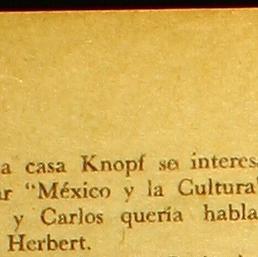 a casa Knopf se interes
ar "México y la Cultura"
y Carlos quería habla
Herbert.